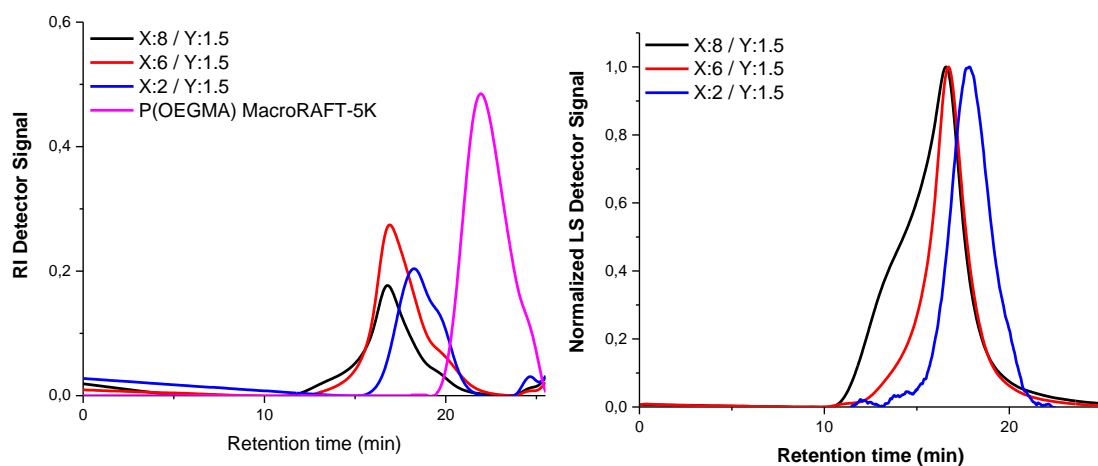 0,6
0,4
0,2
0,0
RI Detector Signal
X:8 / Y:1.5
X:6 / Y:1.5
X:2 / Y:1.5
P(OEGMA) MacroRAFT-5K
0
10
20
Retention time (min)
1,0
0,8
0,6
0,4
0,2
0,0
Normalized LS Detector Signal
X:8 / Y:1.5
X:6 / Y:1.5
X:2 / Y:1.5
0
10
20
Retention time (min)